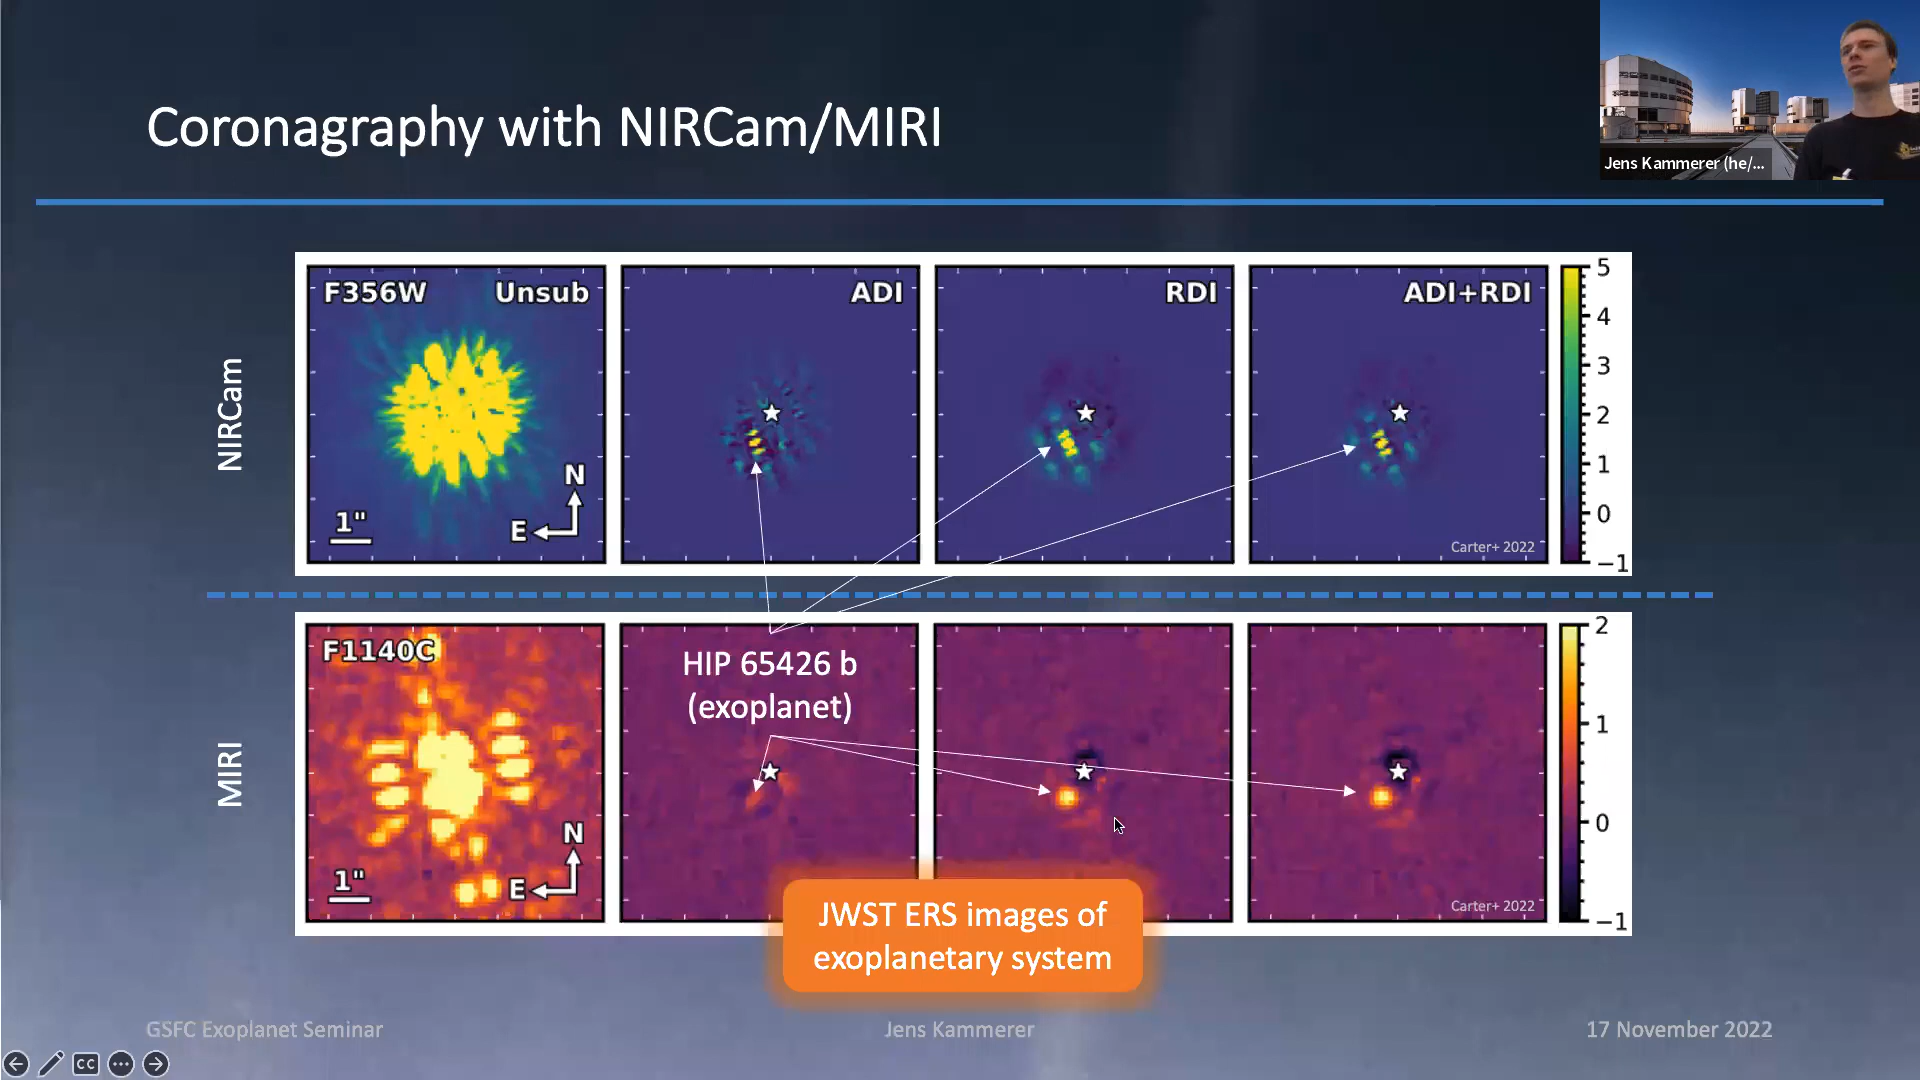 Coronagraphy with NIRCam/MIRI
Jens Kammerer (he/...
NIRCam
F356W Unsub
ADI
RDI
ADI+RDI
N
E
1"
Carter+ 2022
5
4
3
2
1
0
−1
HIP 65426 b
(exoplanet)
MIRI
F1140C
N
E
1"
Carter+ 2022
2
1
0
−1
JWST ERS images of
exoplanetary system
GSFC Exoplanet Seminar
Jens Kammerer
17 November 2022
CC